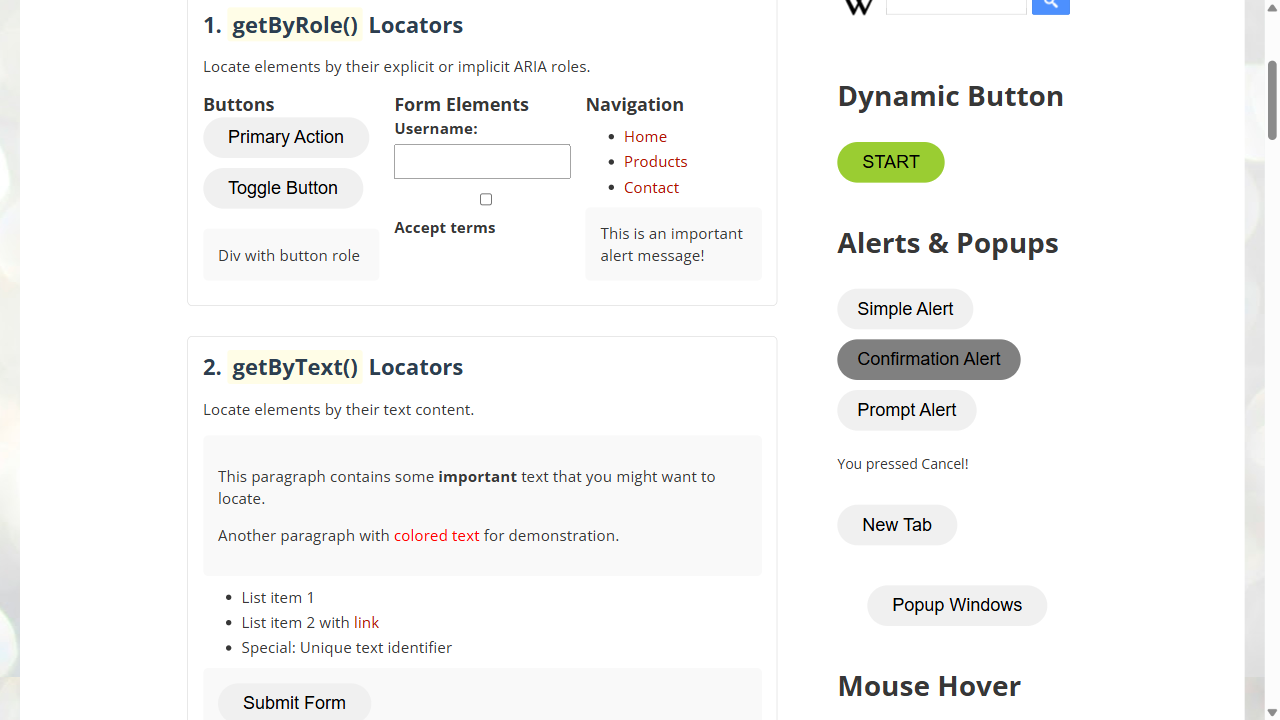 1. getByRole() Locators
Locate elements by their explicit or implicit ARIA roles.
Buttons
Primary Action
Toggle Button
Div with button role
Form Elements
Username:
Accept terms
Navigation
Home
Products
Contact
This is an important
alert message!
2. getByText() Locators
Locate elements by their text content.
This paragraph contains some important text that you might want to
locate.
Another paragraph with colored text for demonstration.
List item 1
List item 2 with link
Special: Unique text identifier
Submit Form
W
Dynamic Button
START
Alerts & Popups
Simple Alert
Confirmation Alert
Prompt Alert
You pressed Cancel!
New Tab
Popup Windows
Mouse Hover